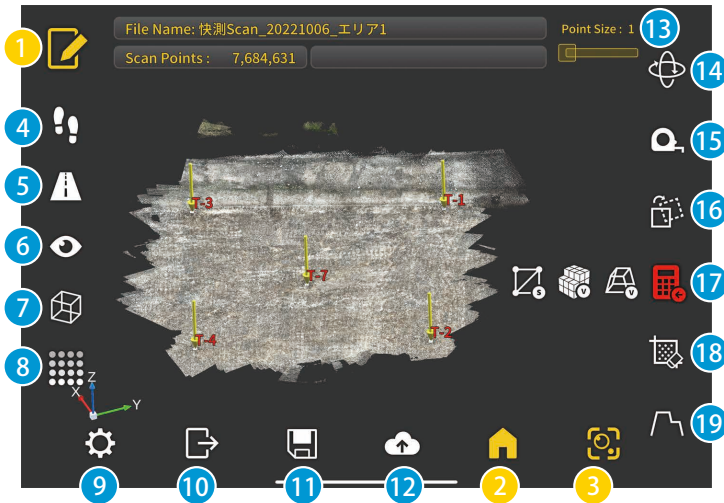 File Name: 快測Scan_20221006_エリア1
Point Size : 1
13
1
Scan Points : 7,684,631
14
4
15
5
T-3
T-1
16
6
T-7
S
V
V
17
7
T-4
T-2
18
8
Z
X
Y
19
9
10
11
12
2
3